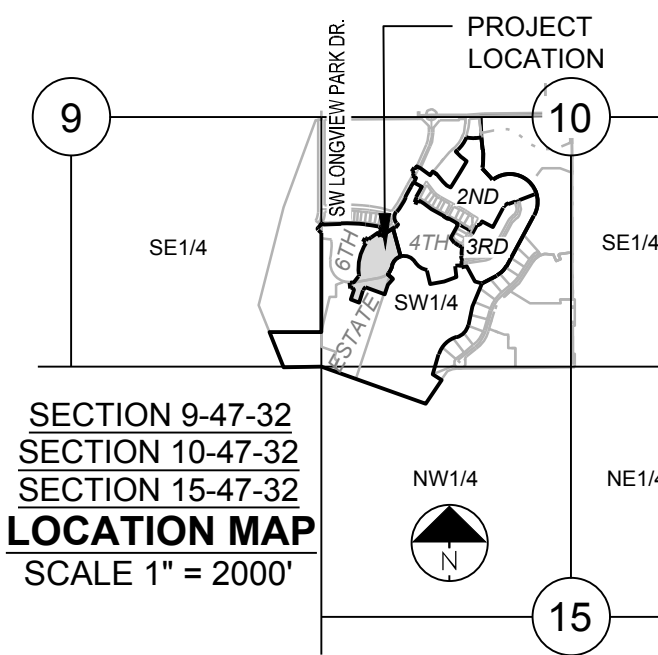 SW LONGVIEW PARK DR.
PROJECT
LOCATION
9
10
2ND
6TH
4TH
3RD
SE1/4
SE1/4
SW1/4
ESTATE
SECTION 9-47-32
SECTION 10-47-32
SECTION 15-47-32
LOCATION MAP
SCALE 1" = 2000'
NW1/4
NE1/4
N
15